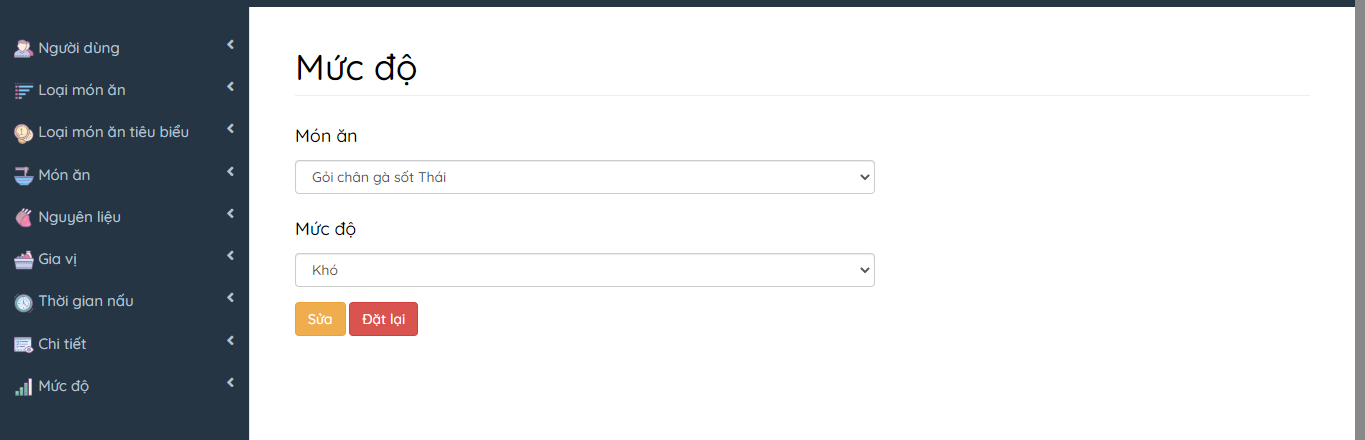 Người dùng
Loại món ăn
Loại món ăn tiêu biểu
Món ăn
Nguyên liệu
Gia vị
Thời gian nấu
Chi tiết
Mức độ
Mức độ
Món ăn
Gỏi chân gà sốt Thái
Mức độ
Khó
Sửa Đặt lại